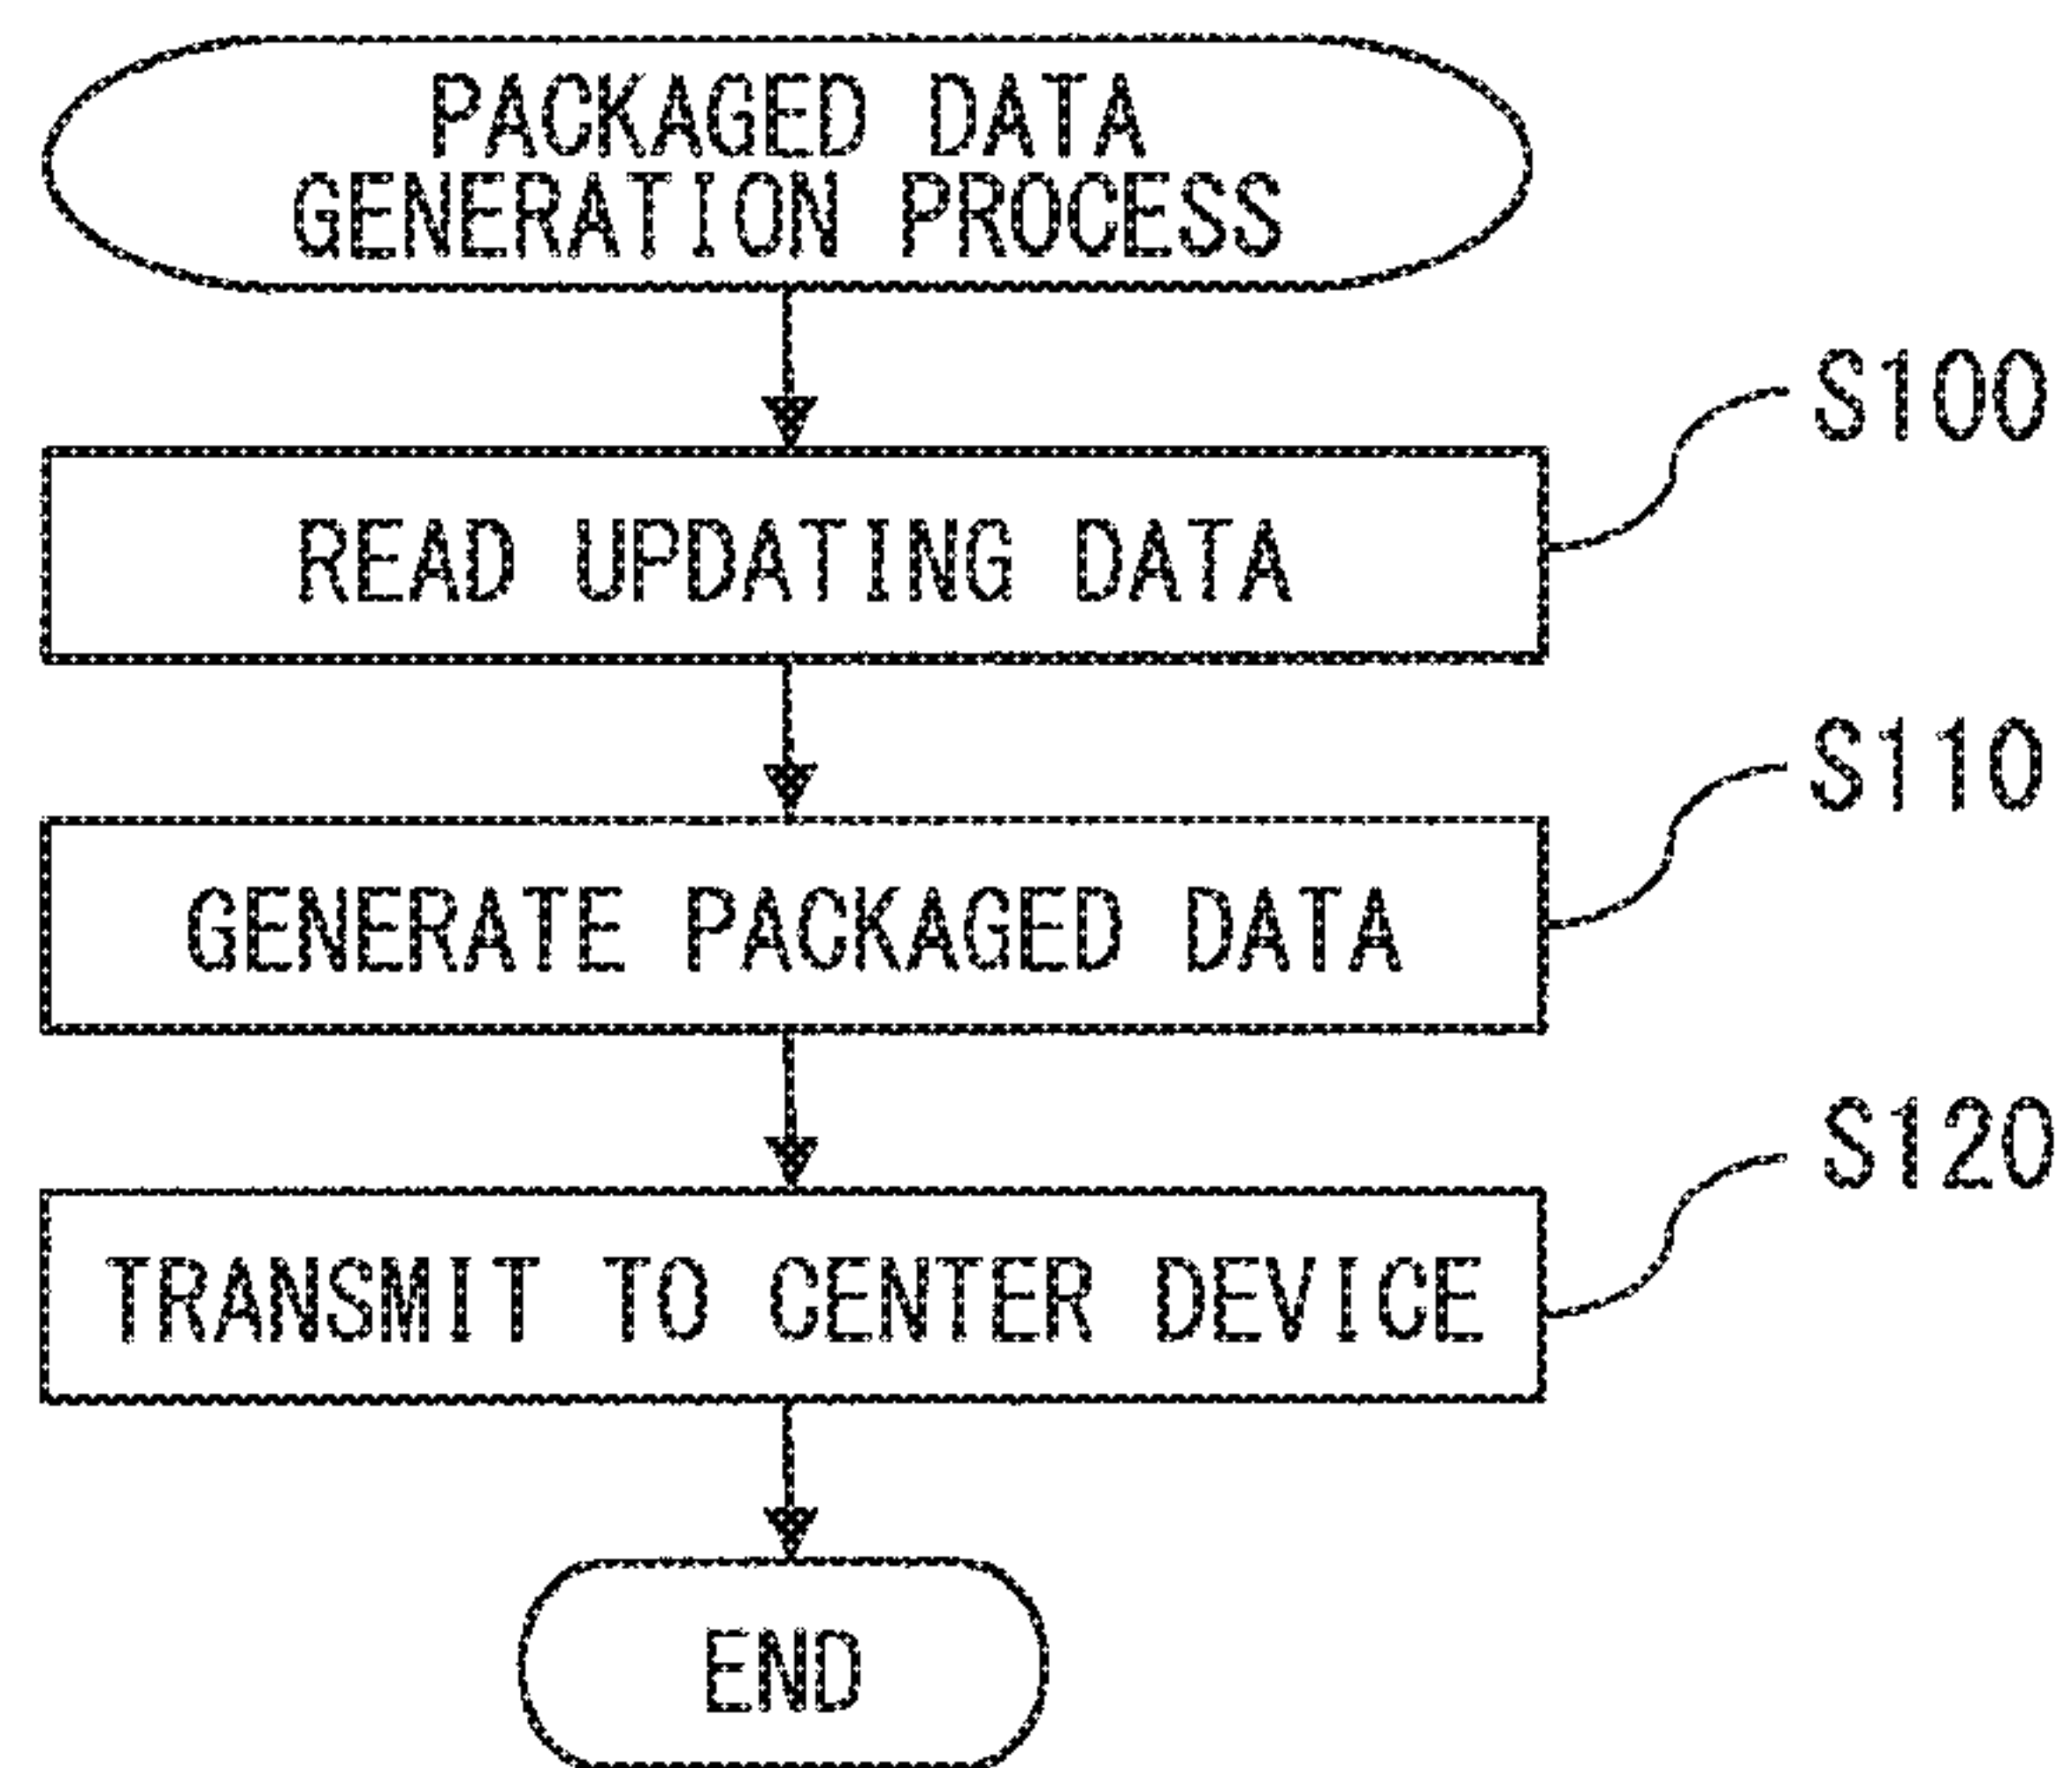 PACKAGED DATA
GENERATION PROCESS
S100
READ UPDATING DATA
S110
GENERATE PACKAGED DATA
S120
TRANSMIT TO CENTER DEVICE
END